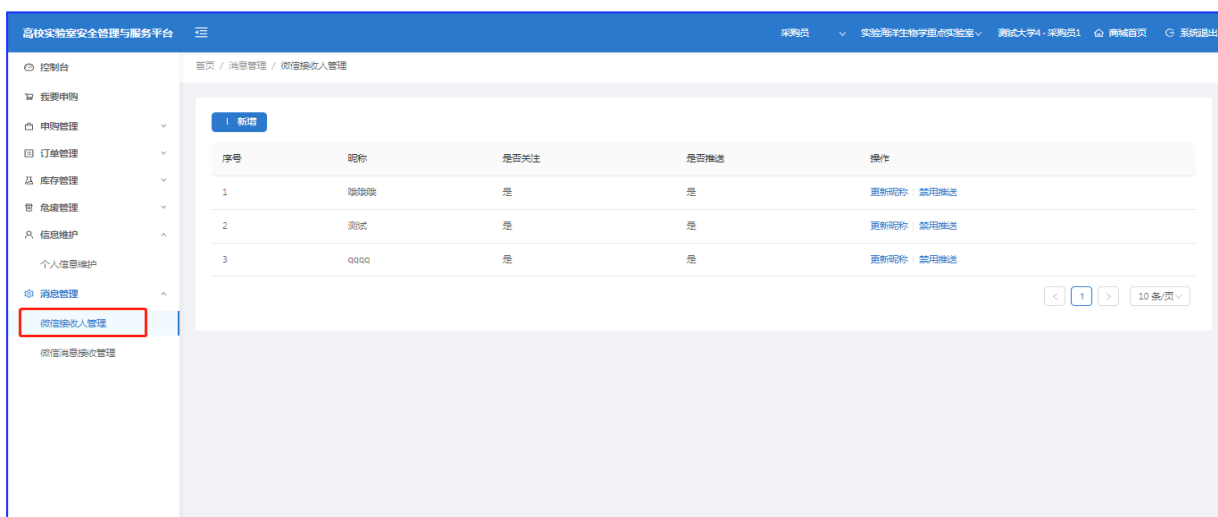 高校实验室安全管理与服务平台 采购员 实验海洋生物学重点实验室 测试大学4 · 采购员1 商城首页 系统退出
控制台
首页 / 消息管理 / 微信接收人管理
我要申购
申购管理
新增
订单管理
序号 昵称 是否关注 是否推送 操作
库存管理
1 哦哦哦 是 是 更新昵称 禁用推送
危废管理
2 测试 是 是 更新昵称 禁用推送
信息维护
3 qqqq 是 是 更新昵称 禁用推送
个人信息维护
消息管理
< 1 > 10 条/页
微信接收人管理
微信消息接收管理